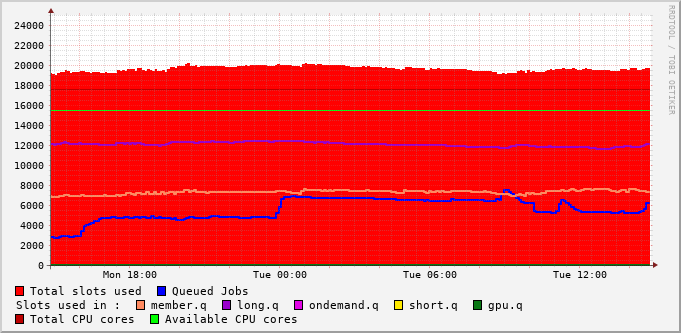 24000
22000
20000
18000
16000
14000
12000
10000
8000
6000
4000
2000
0
Mon 18:00 Tue 00:00 Tue 06:00 Tue 12:00
Total slots used Queued Jobs
Slots used in : member.q long.q ondemand.q short.q gpu.q
Total CPU cores Available CPU cores
RRDTOOL / TOBI OETIKER